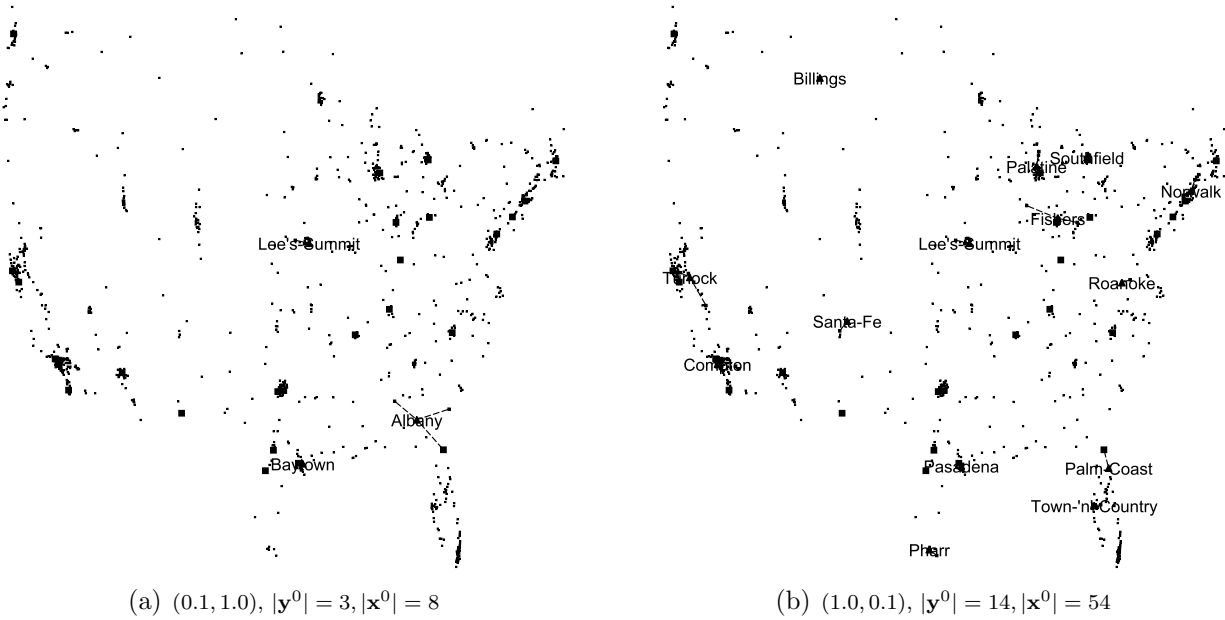 Lee's-Summit
Albany
Baytown
Billings
Southfield
Palatine
Norwalk
Fishers
Lee's-Summit
Turlock
Roanoke
Santa-Fe
Compton
Pasadena
Palm-Coast
Town-'n'-Country
Pharr
(a) (0.1, 1.0), |y⁰| = 3, |x⁰| = 8
(b) (1.0, 0.1), |y⁰| = 14, |x⁰| = 54